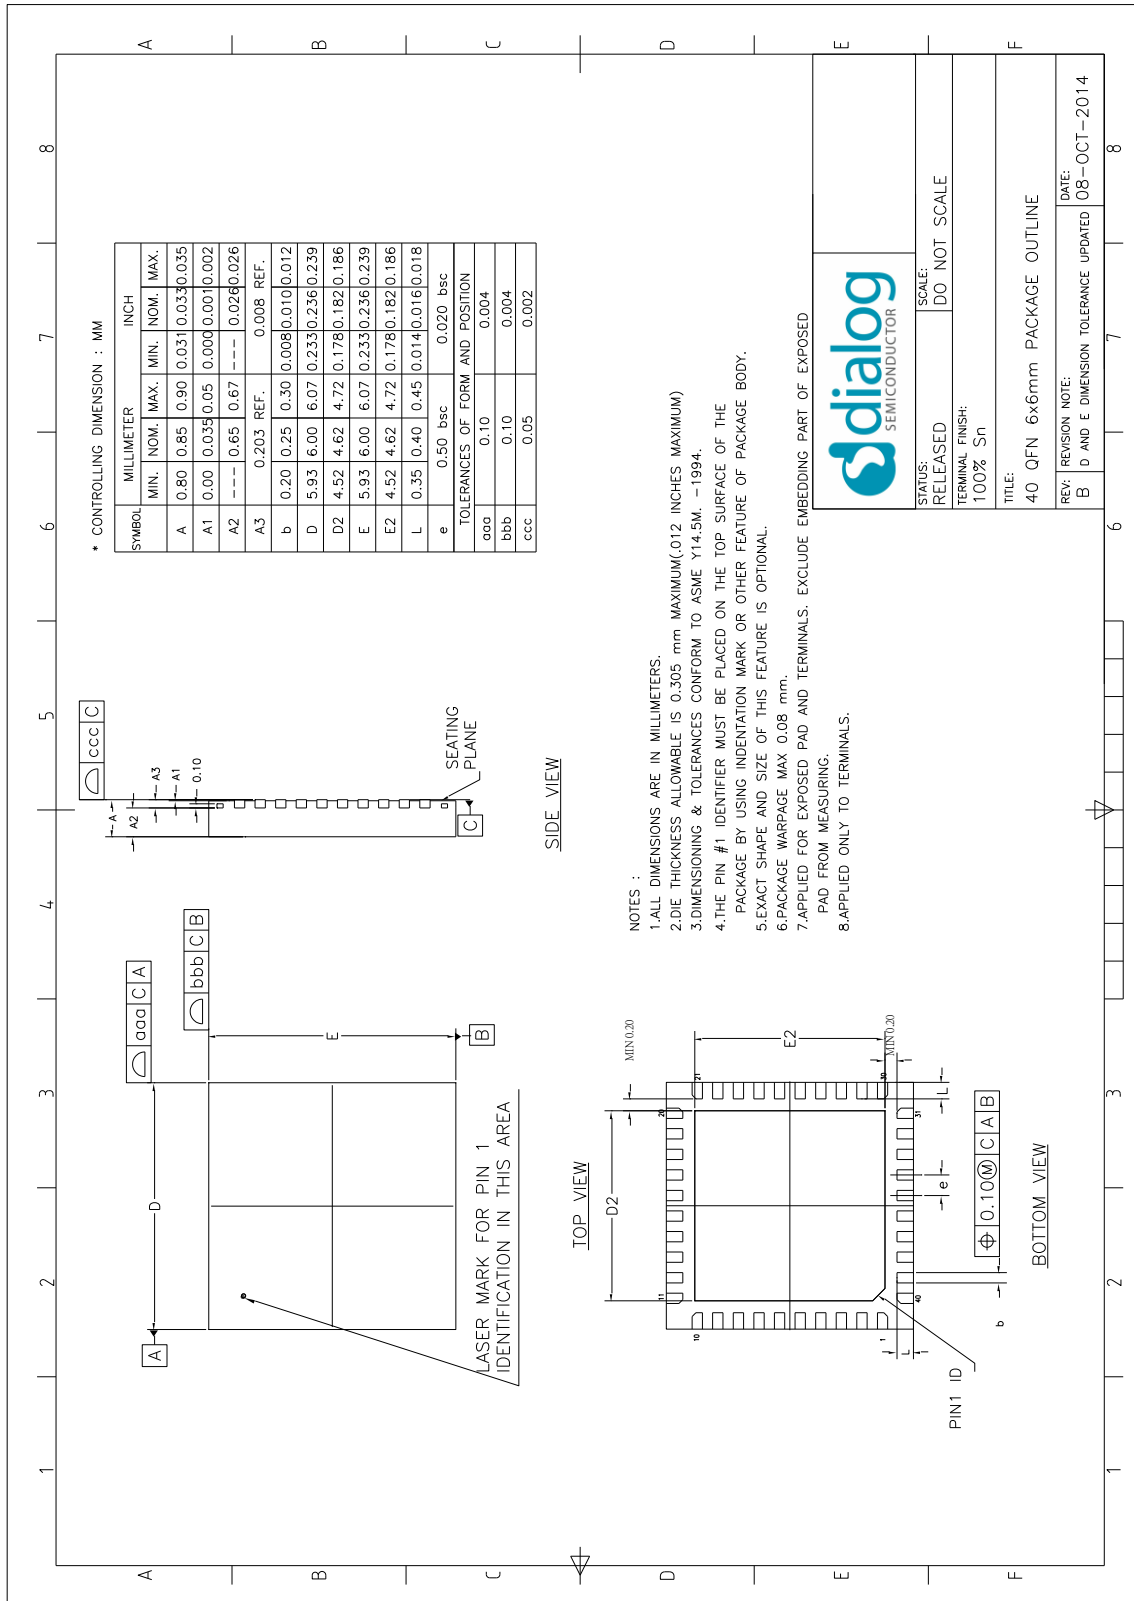 1 2 3 4 5 6 7 8
A
B
C
D
E
F
* CONTROLLING DIMENSION : MM
SYMBOL MILLIMETER INCH
MIN. NOM. MAX. MIN. NOM. MAX.
A 0.80 0.85 0.90 0.031 0.033 0.035
A1 0.00 0.035 0.05 0.000 0.001 0.002
A2 --- 0.65 0.67 --- 0.026 0.026
A3 0.203 REF. 0.008 REF.
b 0.20 0.25 0.30 0.008 0.010 0.012
D 5.93 6.00 6.07 0.233 0.236 0.239
D2 4.52 4.62 4.72 0.178 0.182 0.186
E 5.93 6.00 6.07 0.233 0.236 0.239
E2 4.52 4.62 4.72 0.178 0.182 0.186
L 0.35 0.40 0.45 0.014 0.016 0.018
e 0.50 bsc 0.020 bsc
TOLERANCES OF FORM AND POSITION
aaa 0.10 0.004
bbb 0.10 0.004
ccc 0.05 0.002
A
D
aaa C A
bbb C B
E
B
LASER MARK FOR PIN 1
IDENTIFICATION IN THIS AREA
TOP VIEW
ccc C
A
A2
A3
A1
0.10
SEATING
PLANE
C
SIDE VIEW
D2
MIN 0.20
11
20
10
21
E2
1
30
MIN 0.20
40
31
L
L
e
b
PIN1 ID
⌖ 0.10Ⓜ C A B
BOTTOM VIEW
NOTES :
1.ALL DIMENSIONS ARE IN MILLIMETERS.
2.DIE THICKNESS ALLOWABLE IS 0.305 mm MAXIMUM(.012 INCHES MAXIMUM)
3.DIMENSIONING & TOLERANCES CONFORM TO ASME Y14.5M. -1994.
4.THE PIN #1 IDENTIFIER MUST BE PLACED ON THE TOP SURFACE OF THE
PACKAGE BY USING INDENTATION MARK OR OTHER FEATURE OF PACKAGE BODY.
5.EXACT SHAPE AND SIZE OF THIS FEATURE IS OPTIONAL.
6.PACKAGE WARPAGE MAX 0.08 mm.
7.APPLIED FOR EXPOSED PAD AND TERMINALS. EXCLUDE EMBEDDING PART OF EXPOSED
PAD FROM MEASURING.
8.APPLIED ONLY TO TERMINALS.
dialog
SEMICONDUCTOR
STATUS:
RELEASED
SCALE:
DO NOT SCALE
TERMINAL FINISH:
100% Sn
TITLE:
40 QFN 6x6mm PACKAGE OUTLINE
REV: REVISION NOTE: DATE:
B D AND E DIMENSION TOLERANCE UPDATED 08-OCT-2014
A
B
C
D
E
F
1 2 3 6 7 8